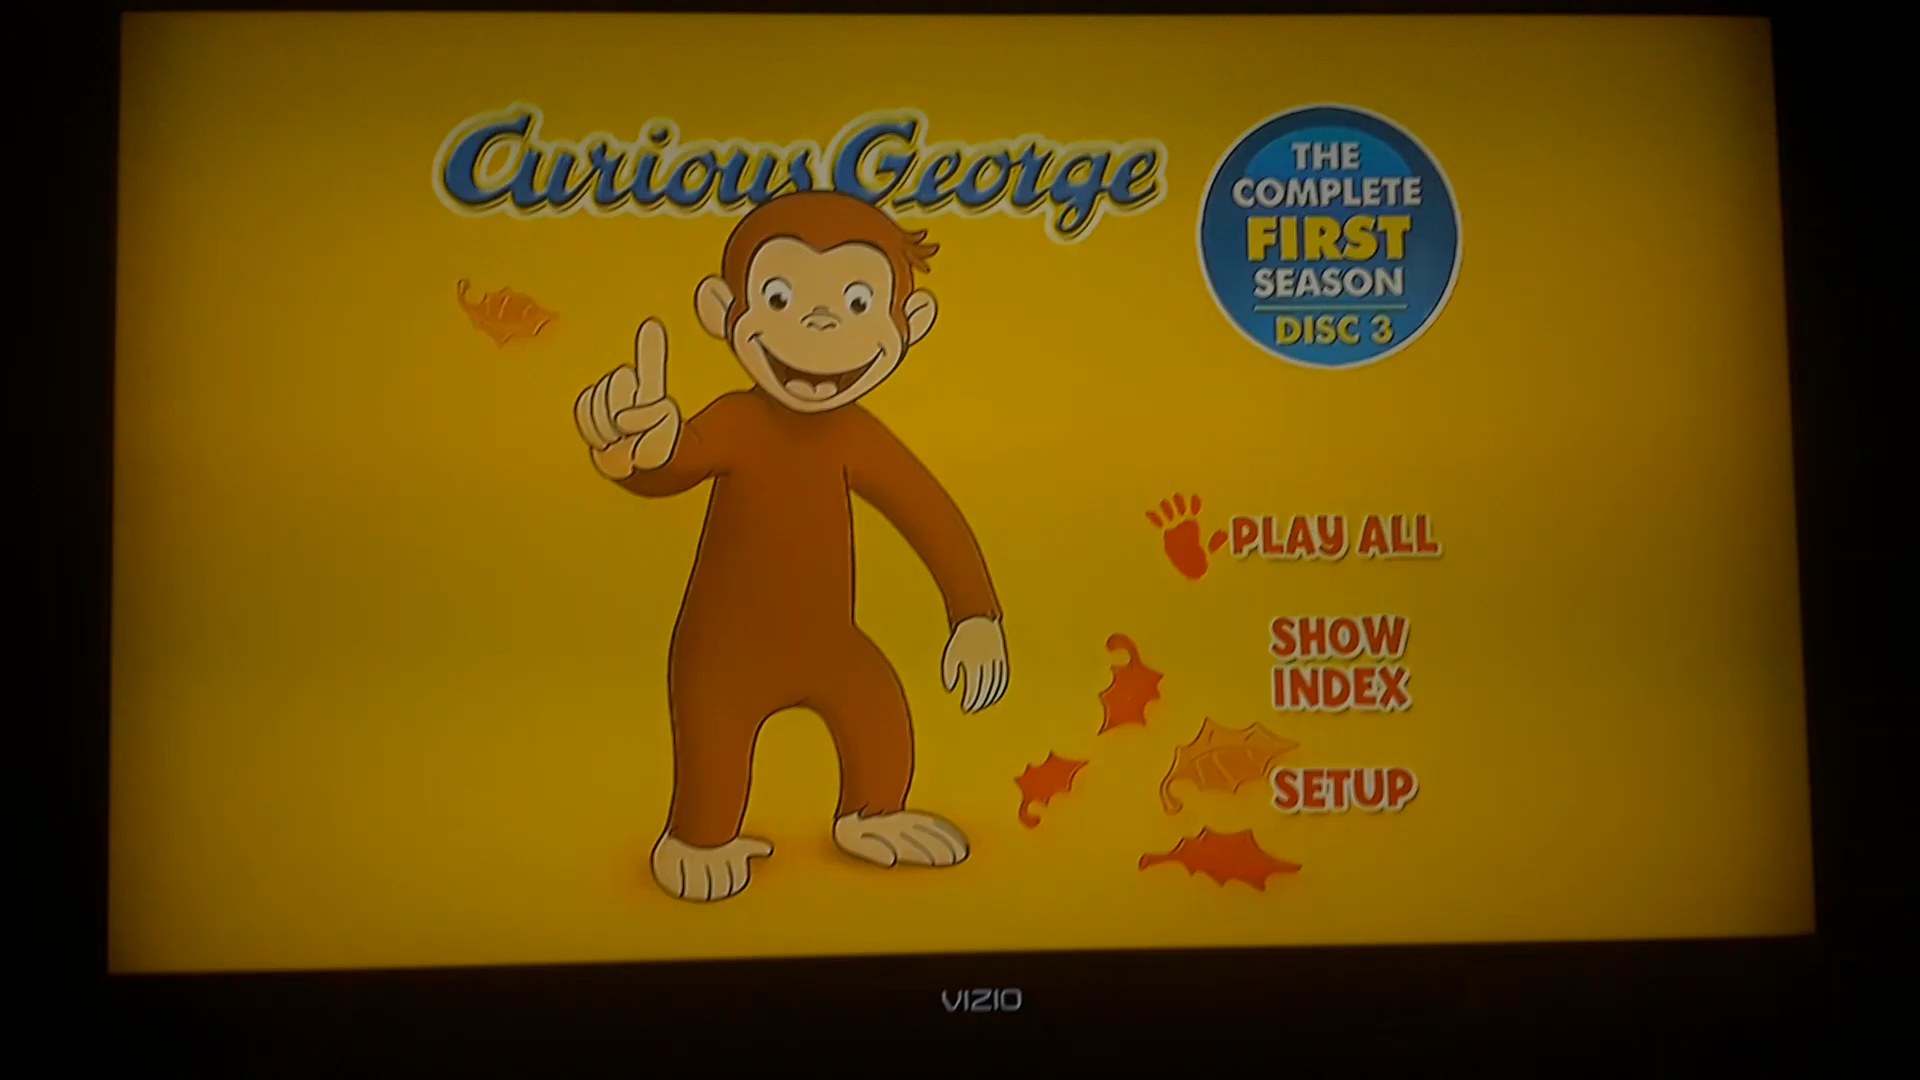 Curious George
THE
COMPLETE
FIRST
SEASON
DISC 3
PLAY ALL
SHOW
INDEX
SETUP
VIZIO